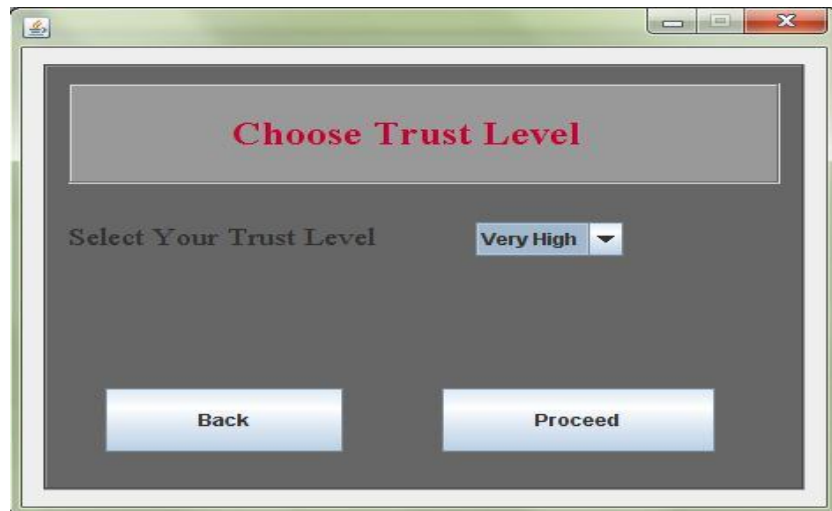 Choose Trust Level
Select Your Trust Level
Very High
Back
Proceed